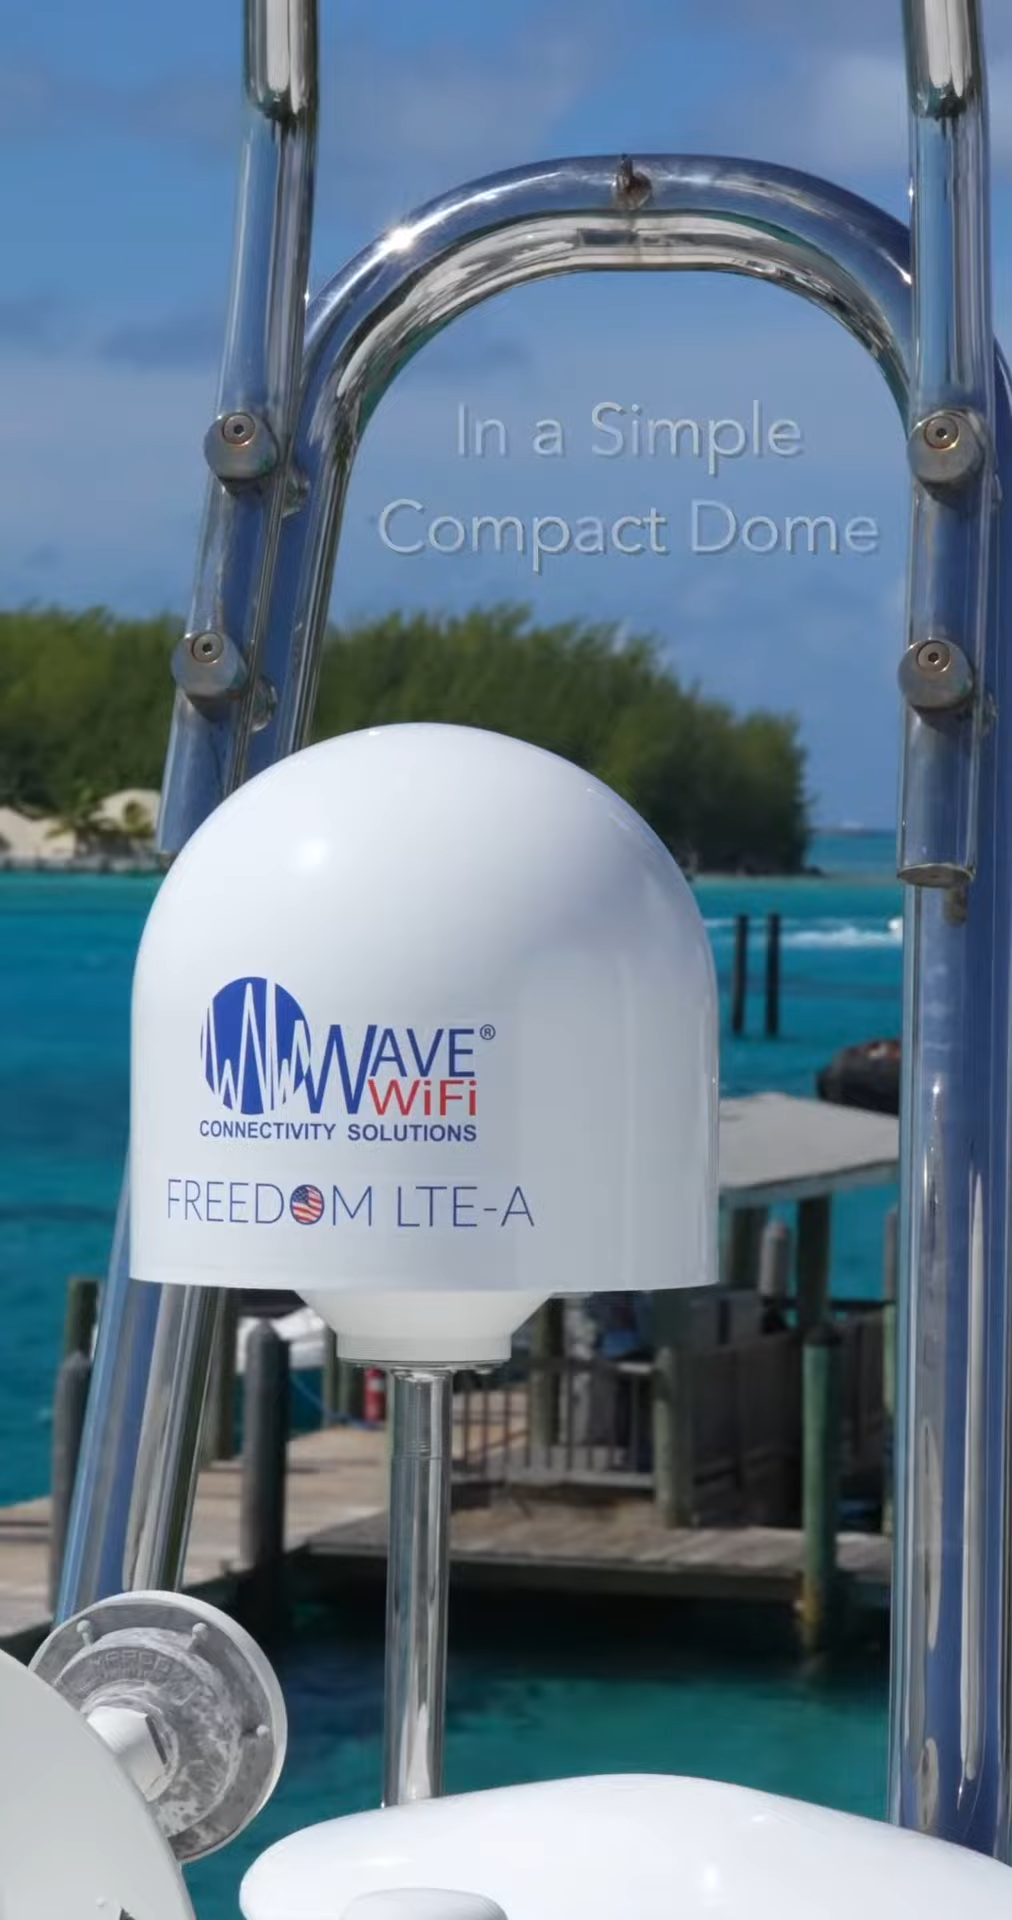 In a Simple
Compact Dome
WAVE®
WiFi
CONNECTIVITY SOLUTIONS
FREEDOM LTE-A